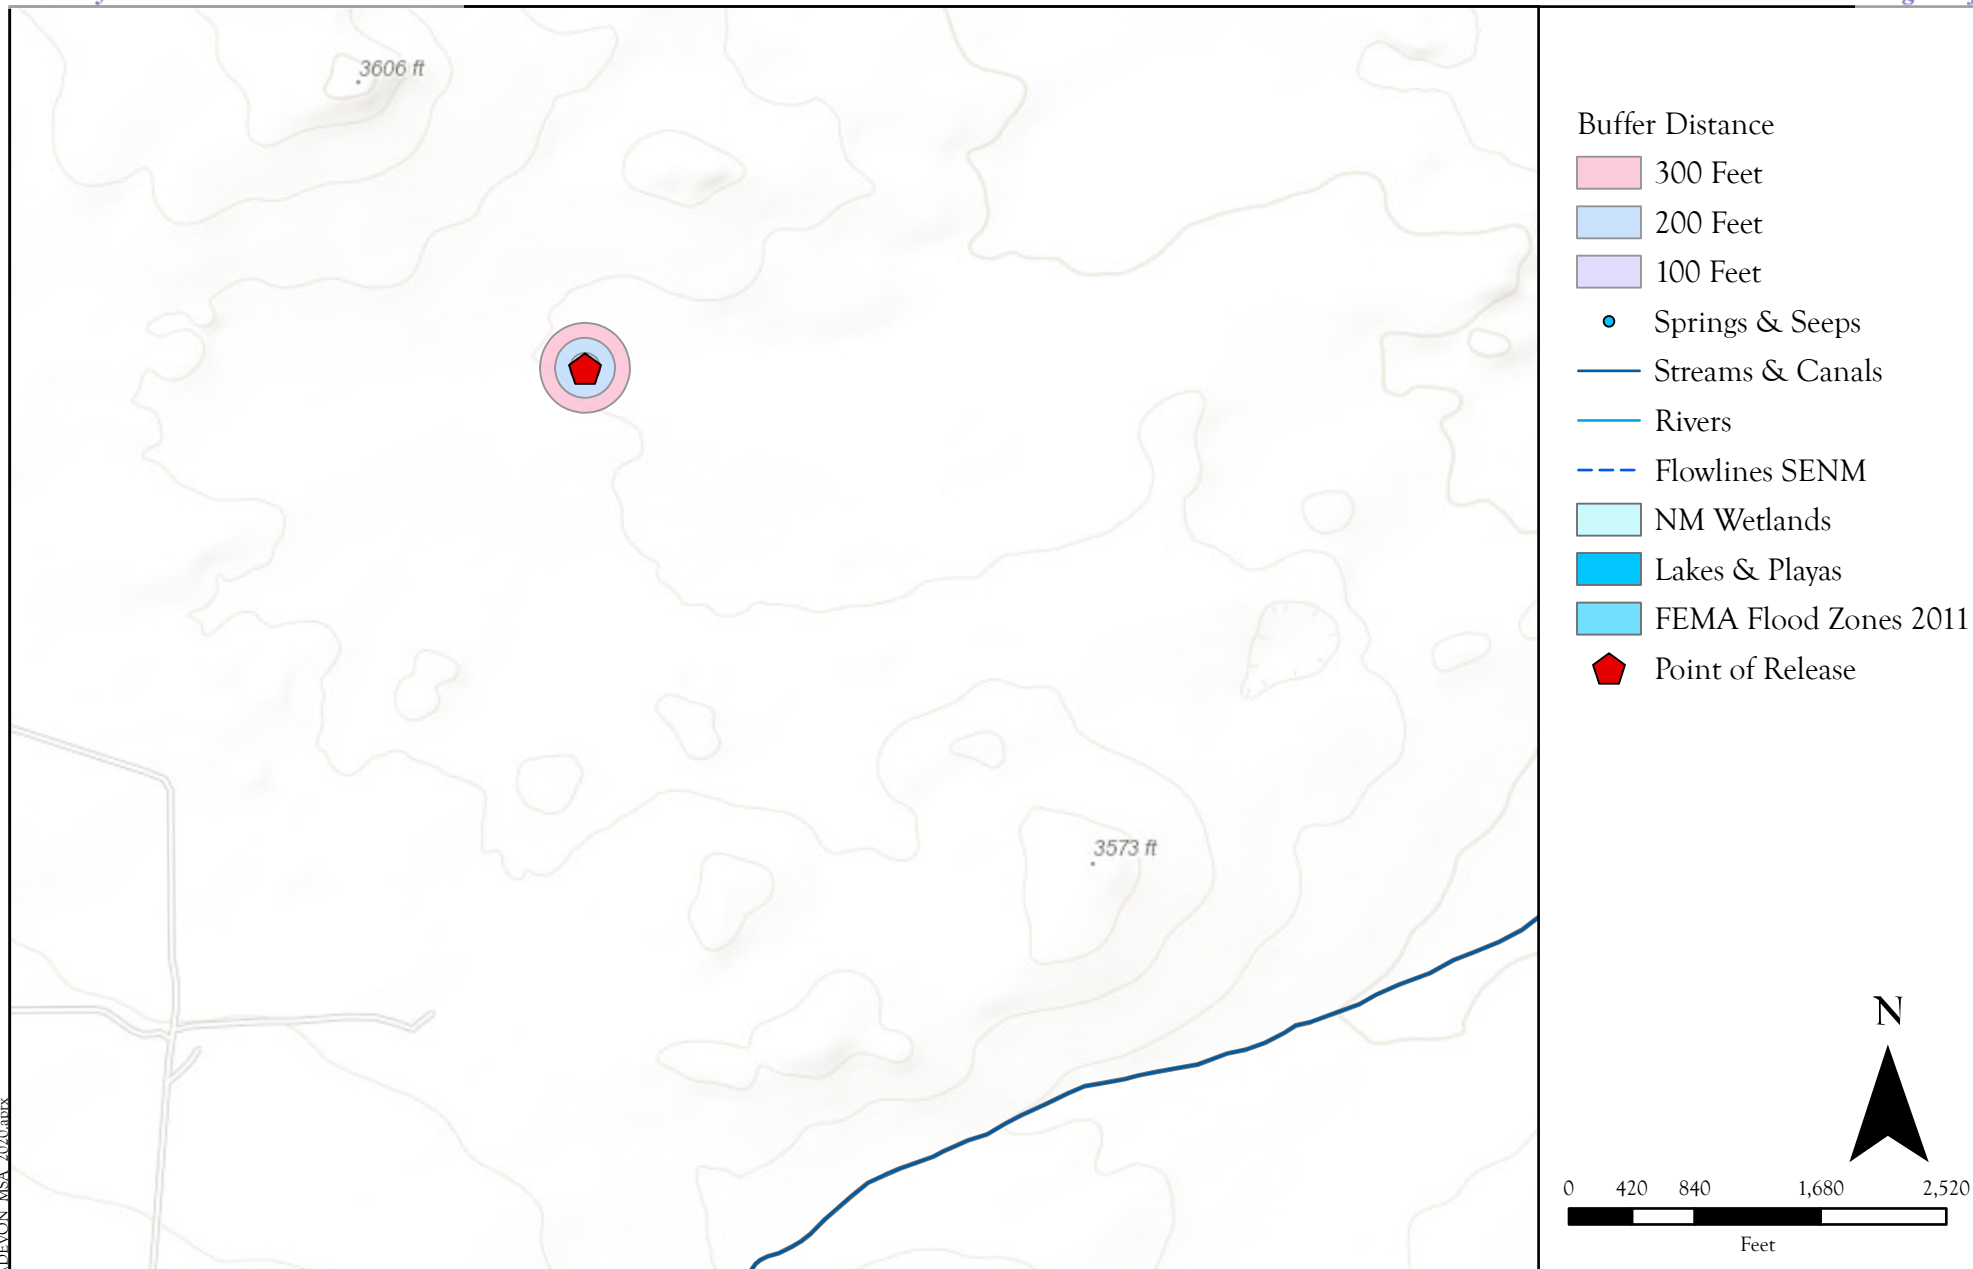 3606 ft
3573 ft
Buffer Distance
300 Feet
200 Feet
100 Feet
Springs & Seeps
Streams & Canals
Rivers
Flowlines SENM
NM Wetlands
Lakes & Playas
FEMA Flood Zones 2011
Point of Release
N
0 420 840 1,680 2,520
Feet
DEVON_MSA_2020.aprx